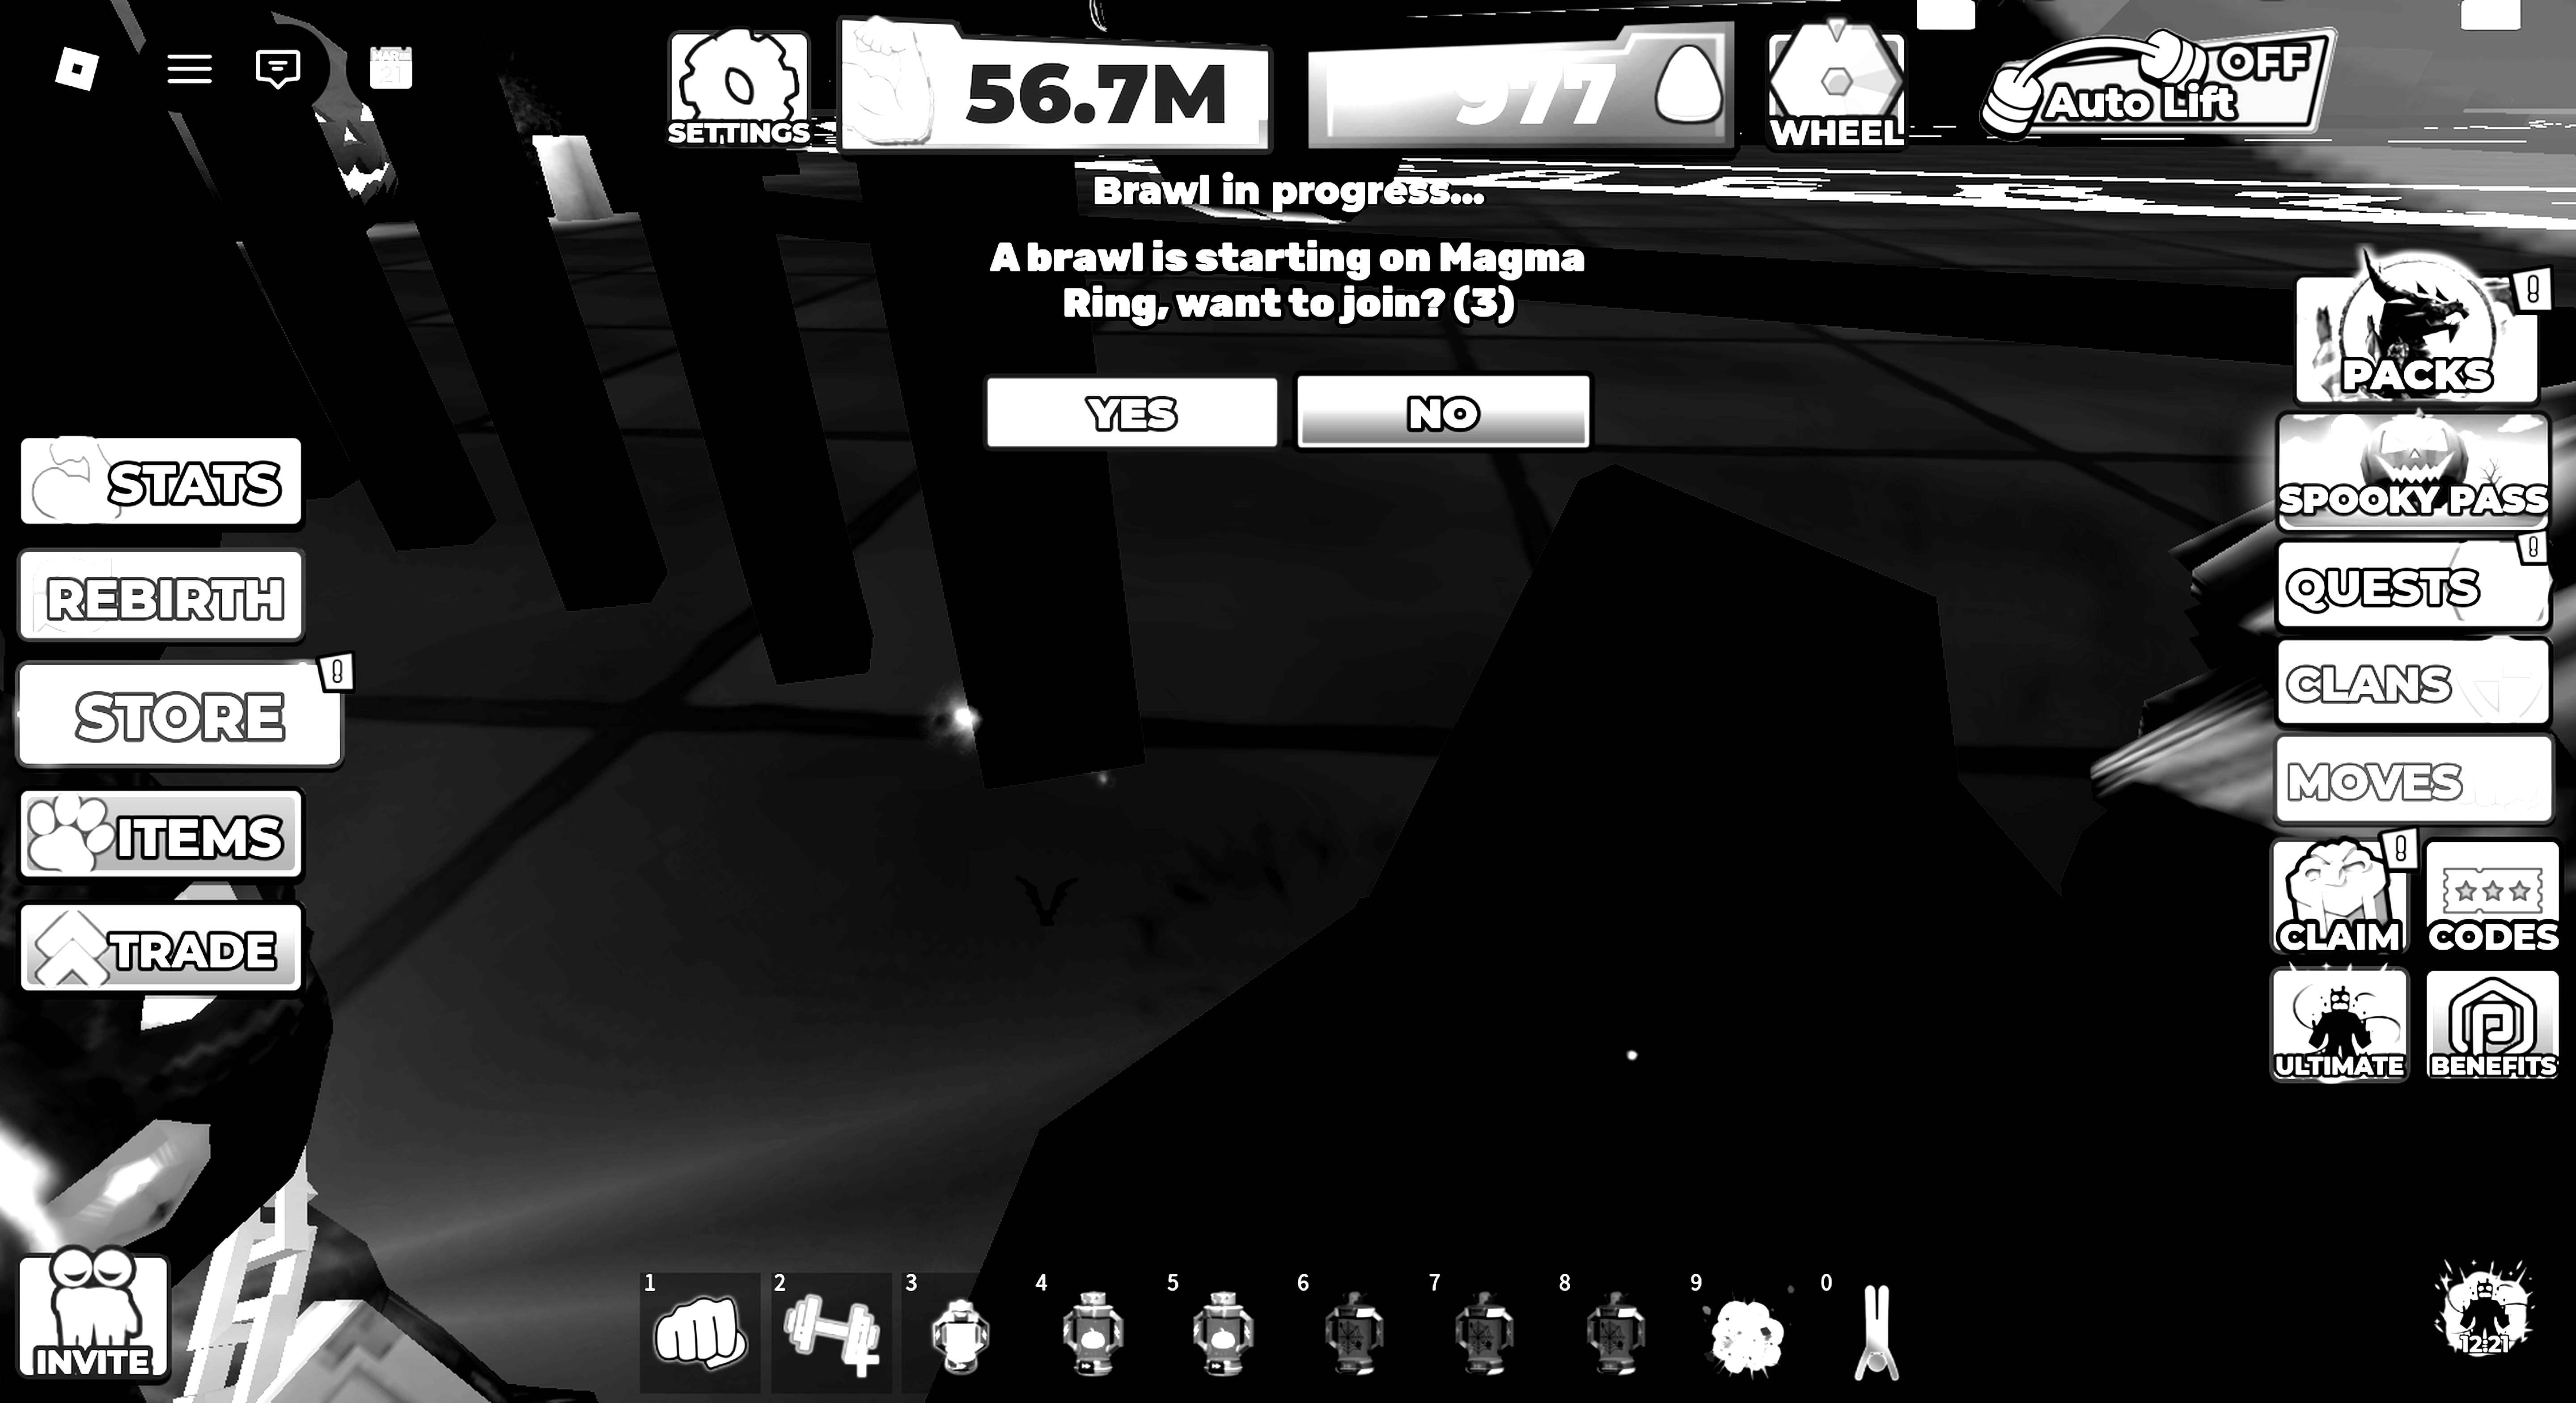 SETTINGS
56.7M
977
WHEEL
OFF
Auto Lift
Brawl in progress...
A brawl is starting on Magma
Ring, want to join? (3)
YES
NO
STATS
REBIRTH
STORE
ITEMS
TRADE
INVITE
PACKS
SPOOKY PASS
QUESTS
CLANS
MOVES
CLAIM
CODES
ULTIMATE
BENEFITS
1
2
3
4
5
6
7
8
9
0
12:21